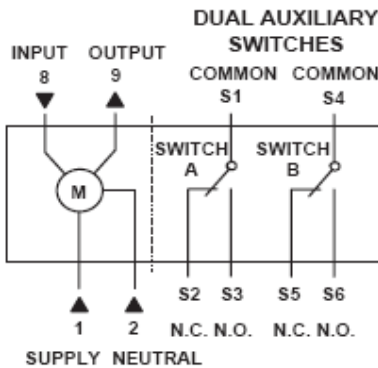 DUAL AUXILIARY
SWITCHES
INPUT OUTPUT
8 9
COMMON COMMON
S1 S4
SWITCH SWITCH
A B
M
S2 S3 S5 S6
1 2
N.C. N.O. N.C. N.O.
SUPPLY NEUTRAL